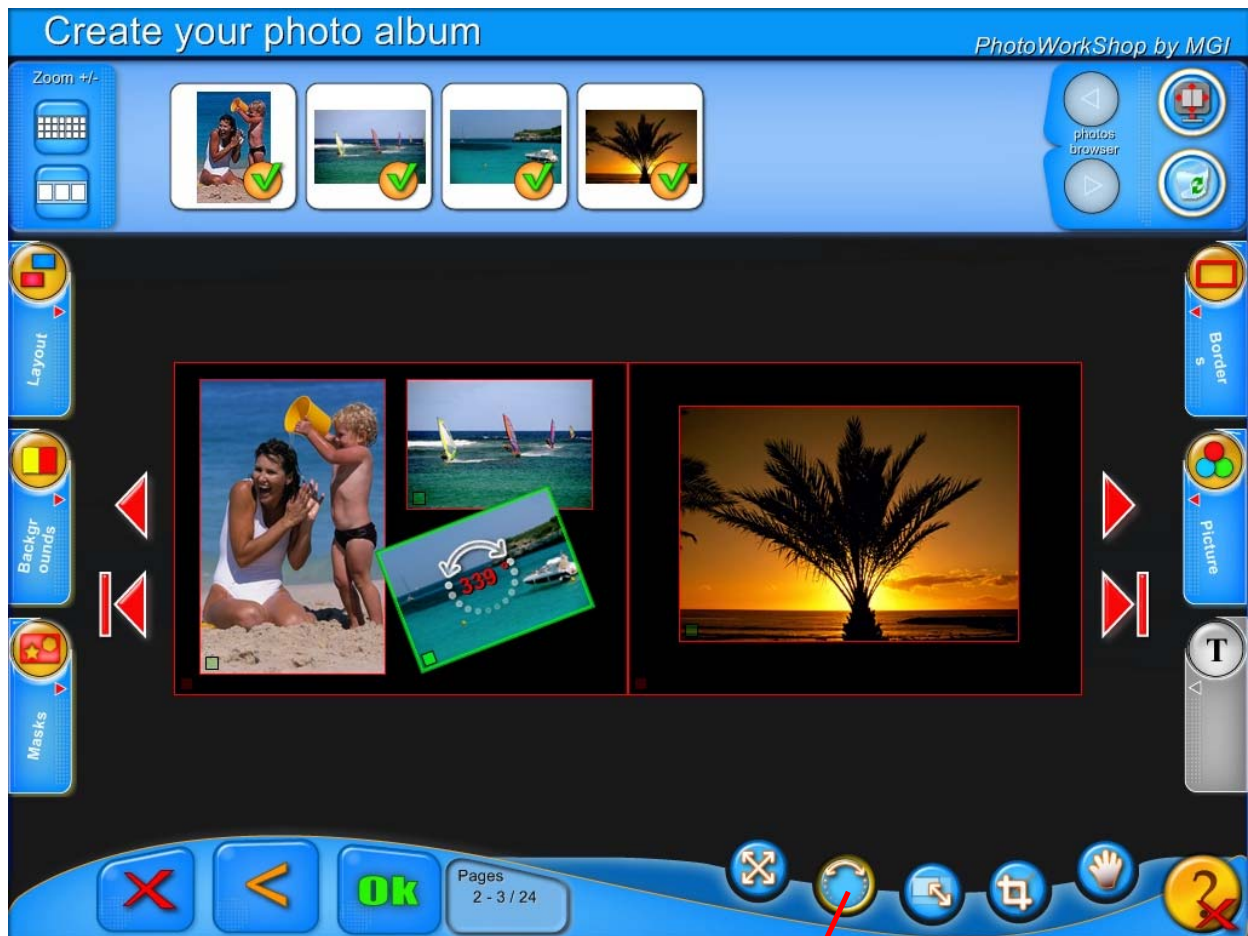 Create your photo album
PhotoWorkShop by MGI
Zoom +/-
photos
browser
Layout
Border
s
Backgr
ounds
339°
Picture
T
Masks
Ok
Pages
2 - 3 / 24
?